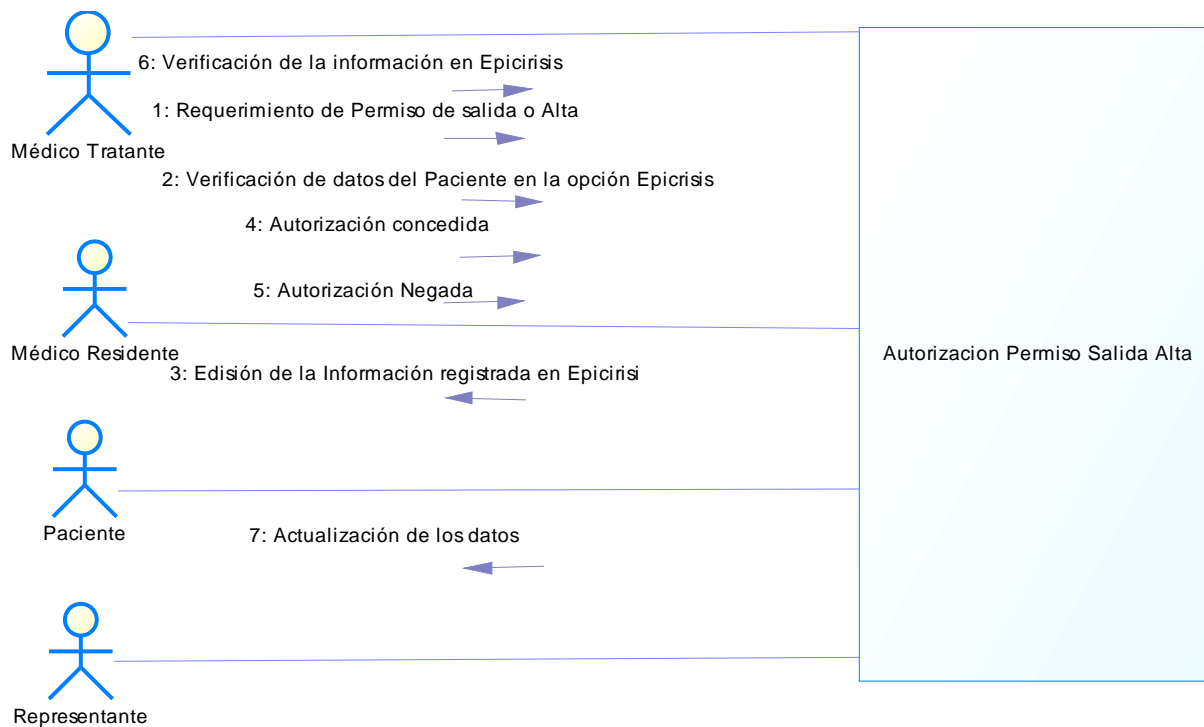 6: Verificación de la información en Epicirisis
1: Requerimiento de Permiso de salida o Alta
Médico Tratante
2: Verificación de datos del Paciente en la opción Epicrisis
4: Autorización concedida
5: Autorización Negada
Médico Residente
Autorizacion Permiso Salida Alta
3: Edisión de la Información registrada en Epicirisi
Paciente
7: Actualización de los datos
Representante